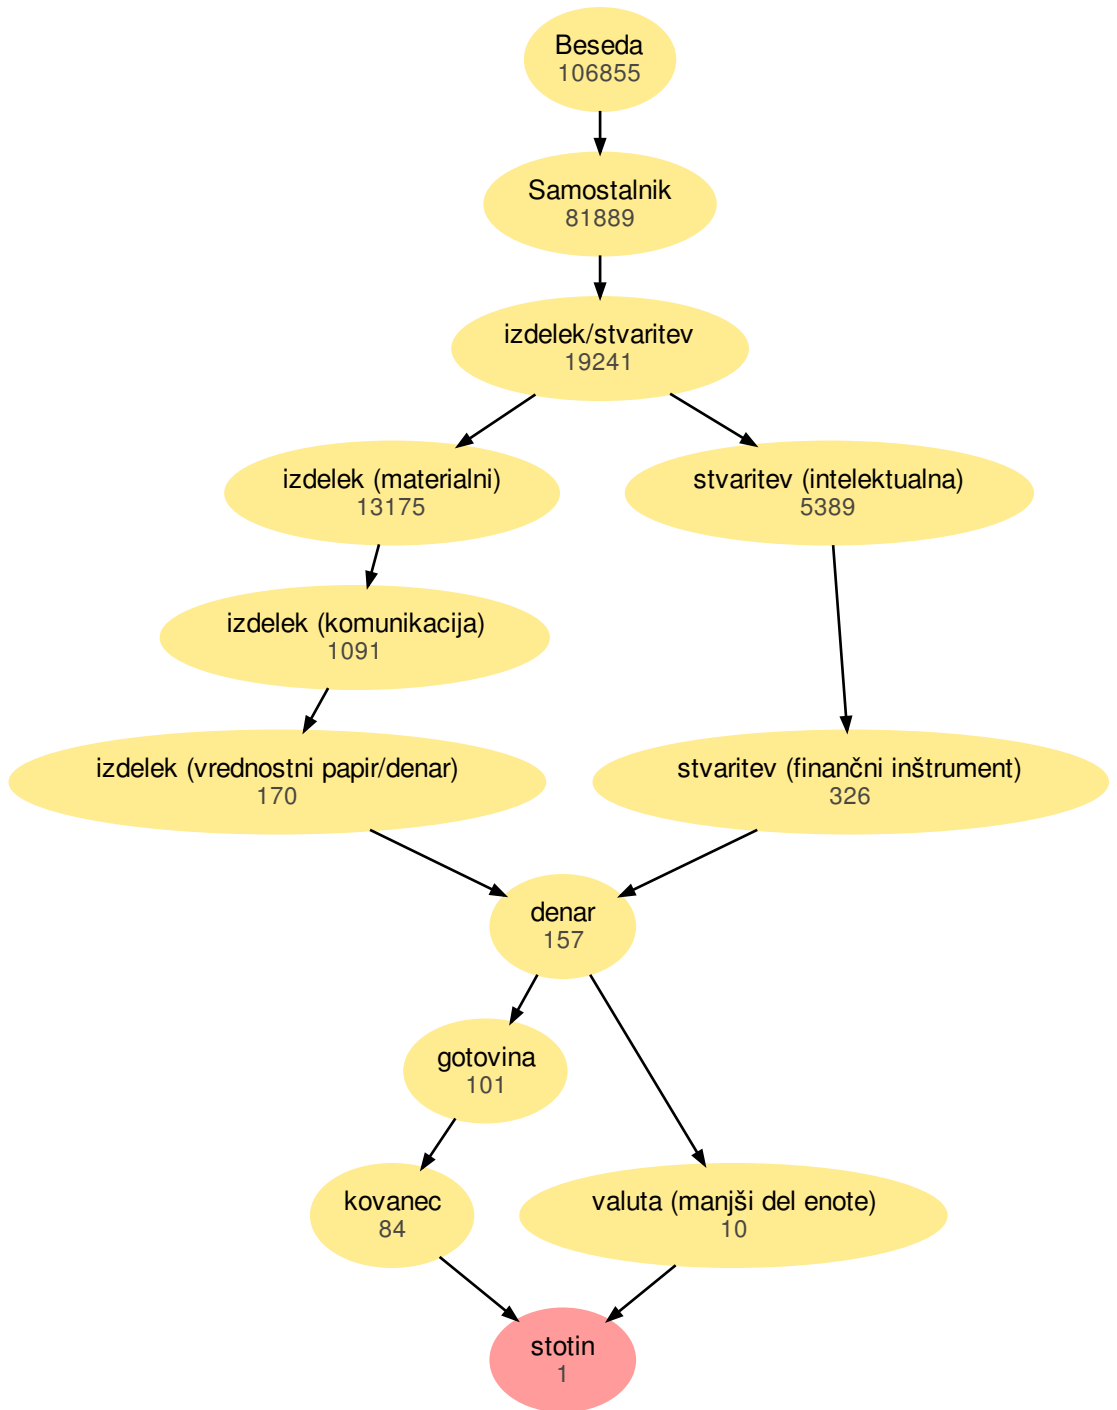 Beseda
106855
Samostalnik
81889
izdelek/stvaritev
19241
izdelek (materialni)
13175
stvaritev (intelektualna)
5389
izdelek (komunikacija)
1091
izdelek (vrednostni papir/denar)
170
stvaritev (finančni inštrument)
326
denar
157
gotovina
101
kovanec
84
valuta (manjši del enote)
10
stotin
1